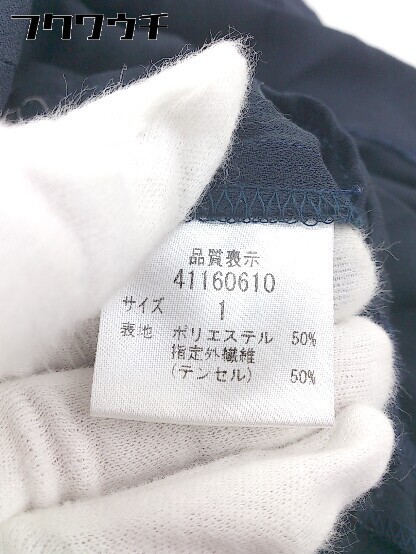 フクワウチ
品質表示
41160610
サイズ 1
表地 ポリエステル 50%
指定外繊維
(テンセル) 50%